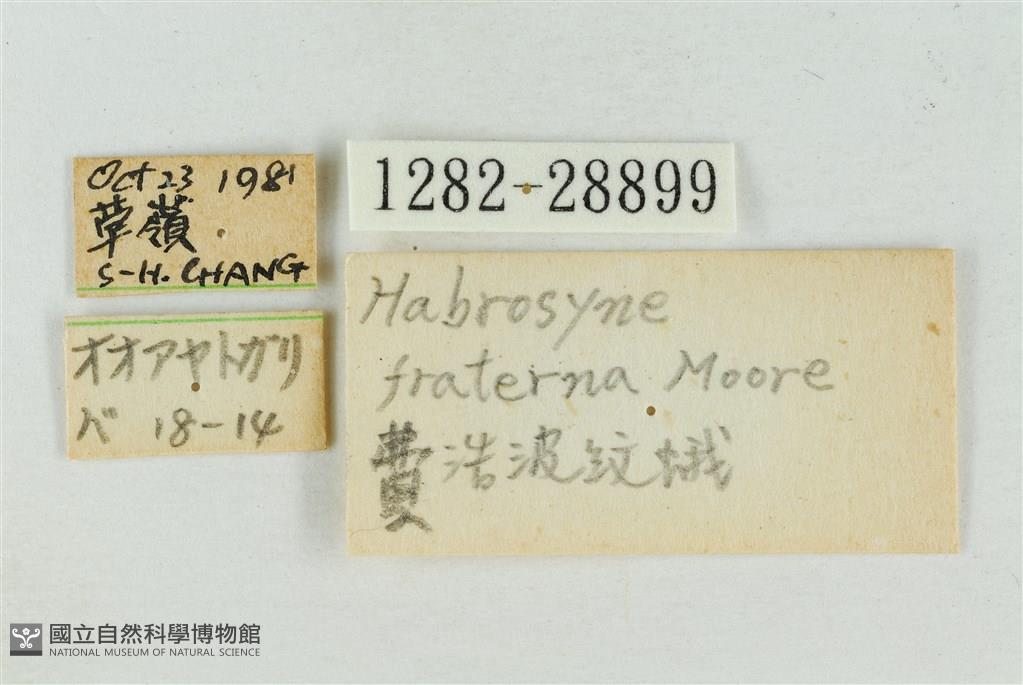 Oct 23 1981
草嶺
S-H. CHANG
1282-28899
オオアヤトガリ
バ 18-14
Habrosyne
fraterna Moore
費浩波紋蛾
國立自然科學博物館
NATIONAL MUSEUM OF NATURAL SCIENCE